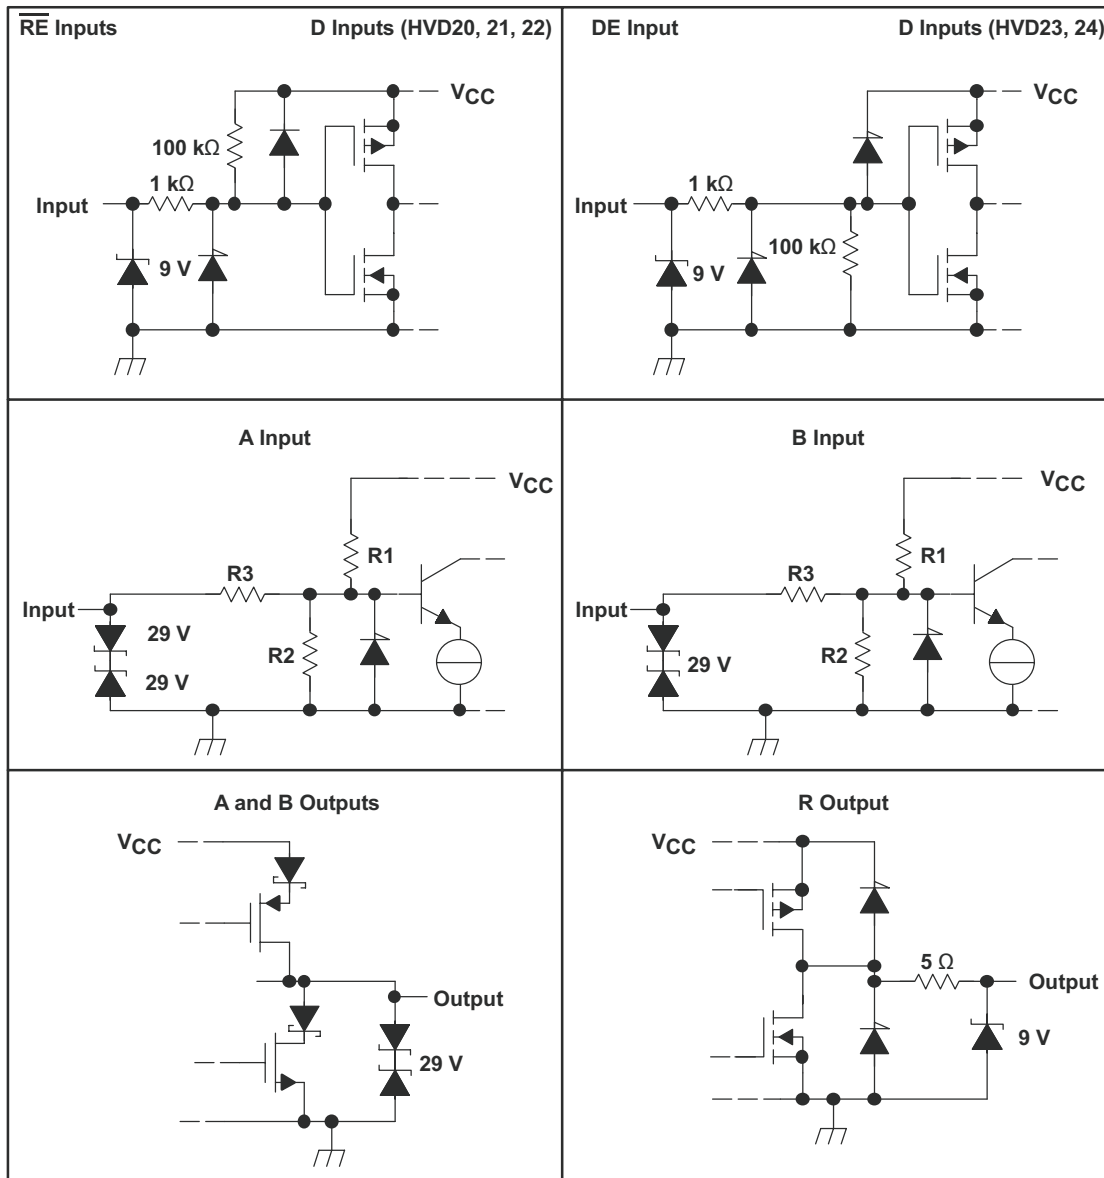 R̅E̅ Inputs
D Inputs (HVD20, 21, 22)
VCC
100 kΩ
1 kΩ
Input
9 V
DE Input
D Inputs (HVD23, 24)
VCC
1 kΩ
Input
100 kΩ
9 V
A Input
VCC
R1
R3
Input
29 V
R2
29 V
B Input
VCC
R1
R3
Input
29 V
R2
A and B Outputs
VCC
Output
29 V
R Output
VCC
5 Ω
Output
9 V